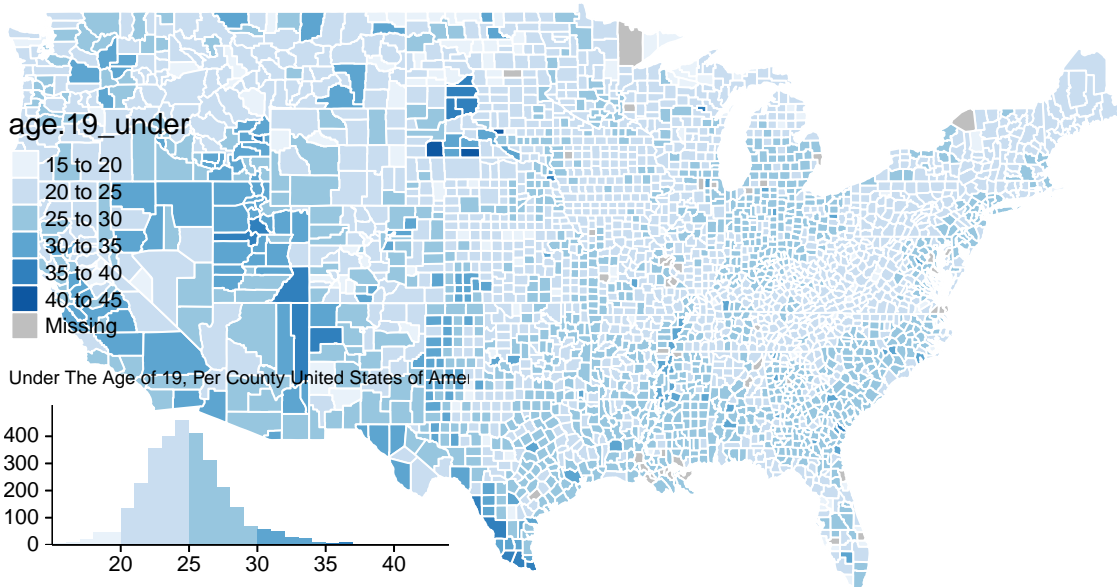 age.19_under
15 to 20
20 to 25
25 to 30
30 to 35
35 to 40
40 to 45
Missing
Under The Age of 19, Per County United States of
400
300
200
100
0
20 25 30 35 40